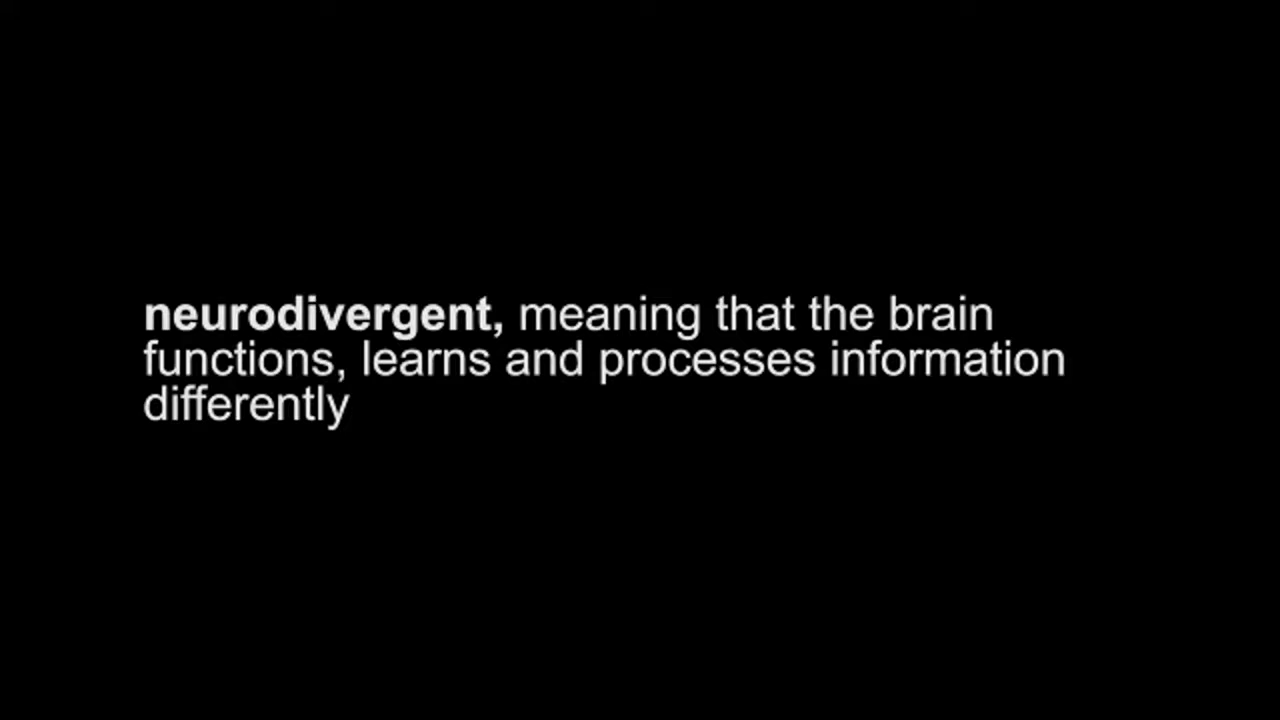 neurodivergent, meaning that the brain
functions, learns and processes information
differently